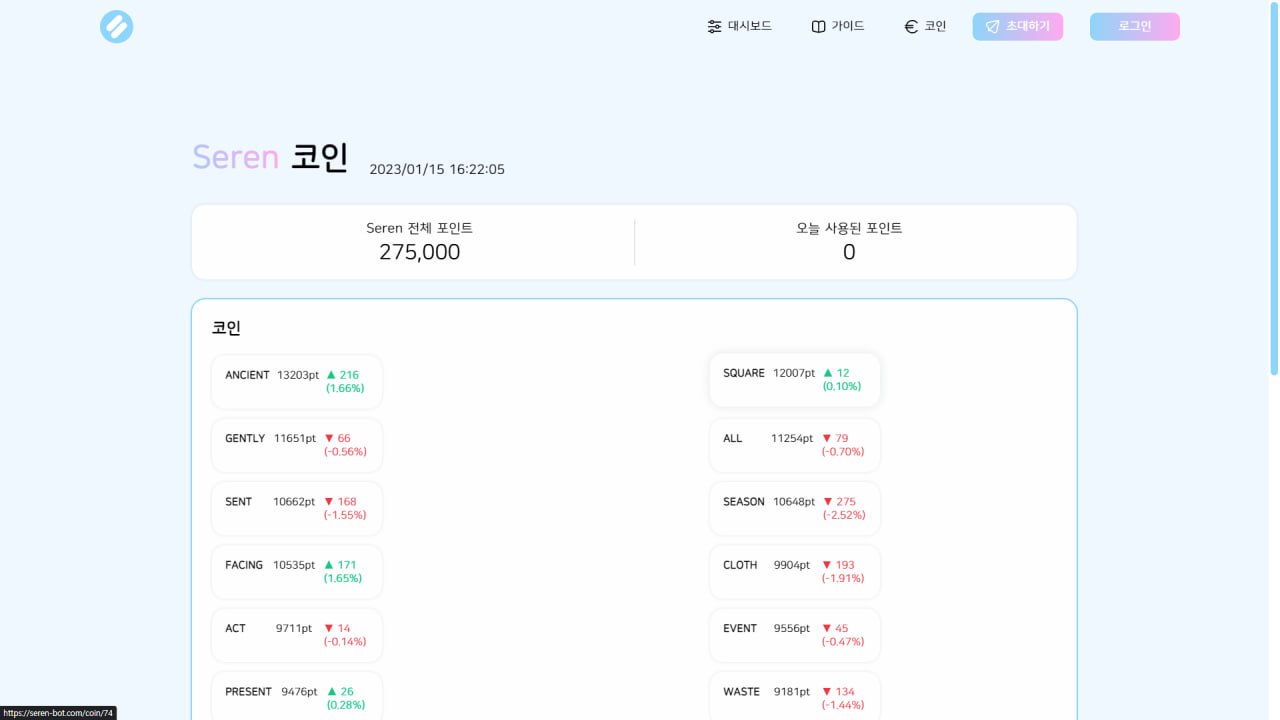 대시보드 가이드 코인 초대하기 로그인
Seren 코인 2023/01/15 16:22:05
Seren 전체 포인트 오늘 사용된 포인트
275,000 0
코인
ANCIENT 13203pt ▲ 216 SQUARE 12007pt ▲ 12
(1.66%) (0.10%)
GENTLY 11651pt ▼ 66 ALL 11254pt ▼ 79
(-0.56%) (-0.70%)
SENT 10662pt ▼ 168 SEASON 10648pt ▼ 275
(-1.55%) (-2.52%)
FACING 10535pt ▲ 171 CLOTH 9904pt ▼ 193
(1.65%) (-1.91%)
ACT 9711pt ▼ 14 EVENT 9556pt ▼ 45
(-0.14%) (-0.47%)
PRESENT 9476pt ▲ 26 WASTE 9181pt ▼ 134
(0.28%) (-1.44%)
https://seren-bot.com/coin/74